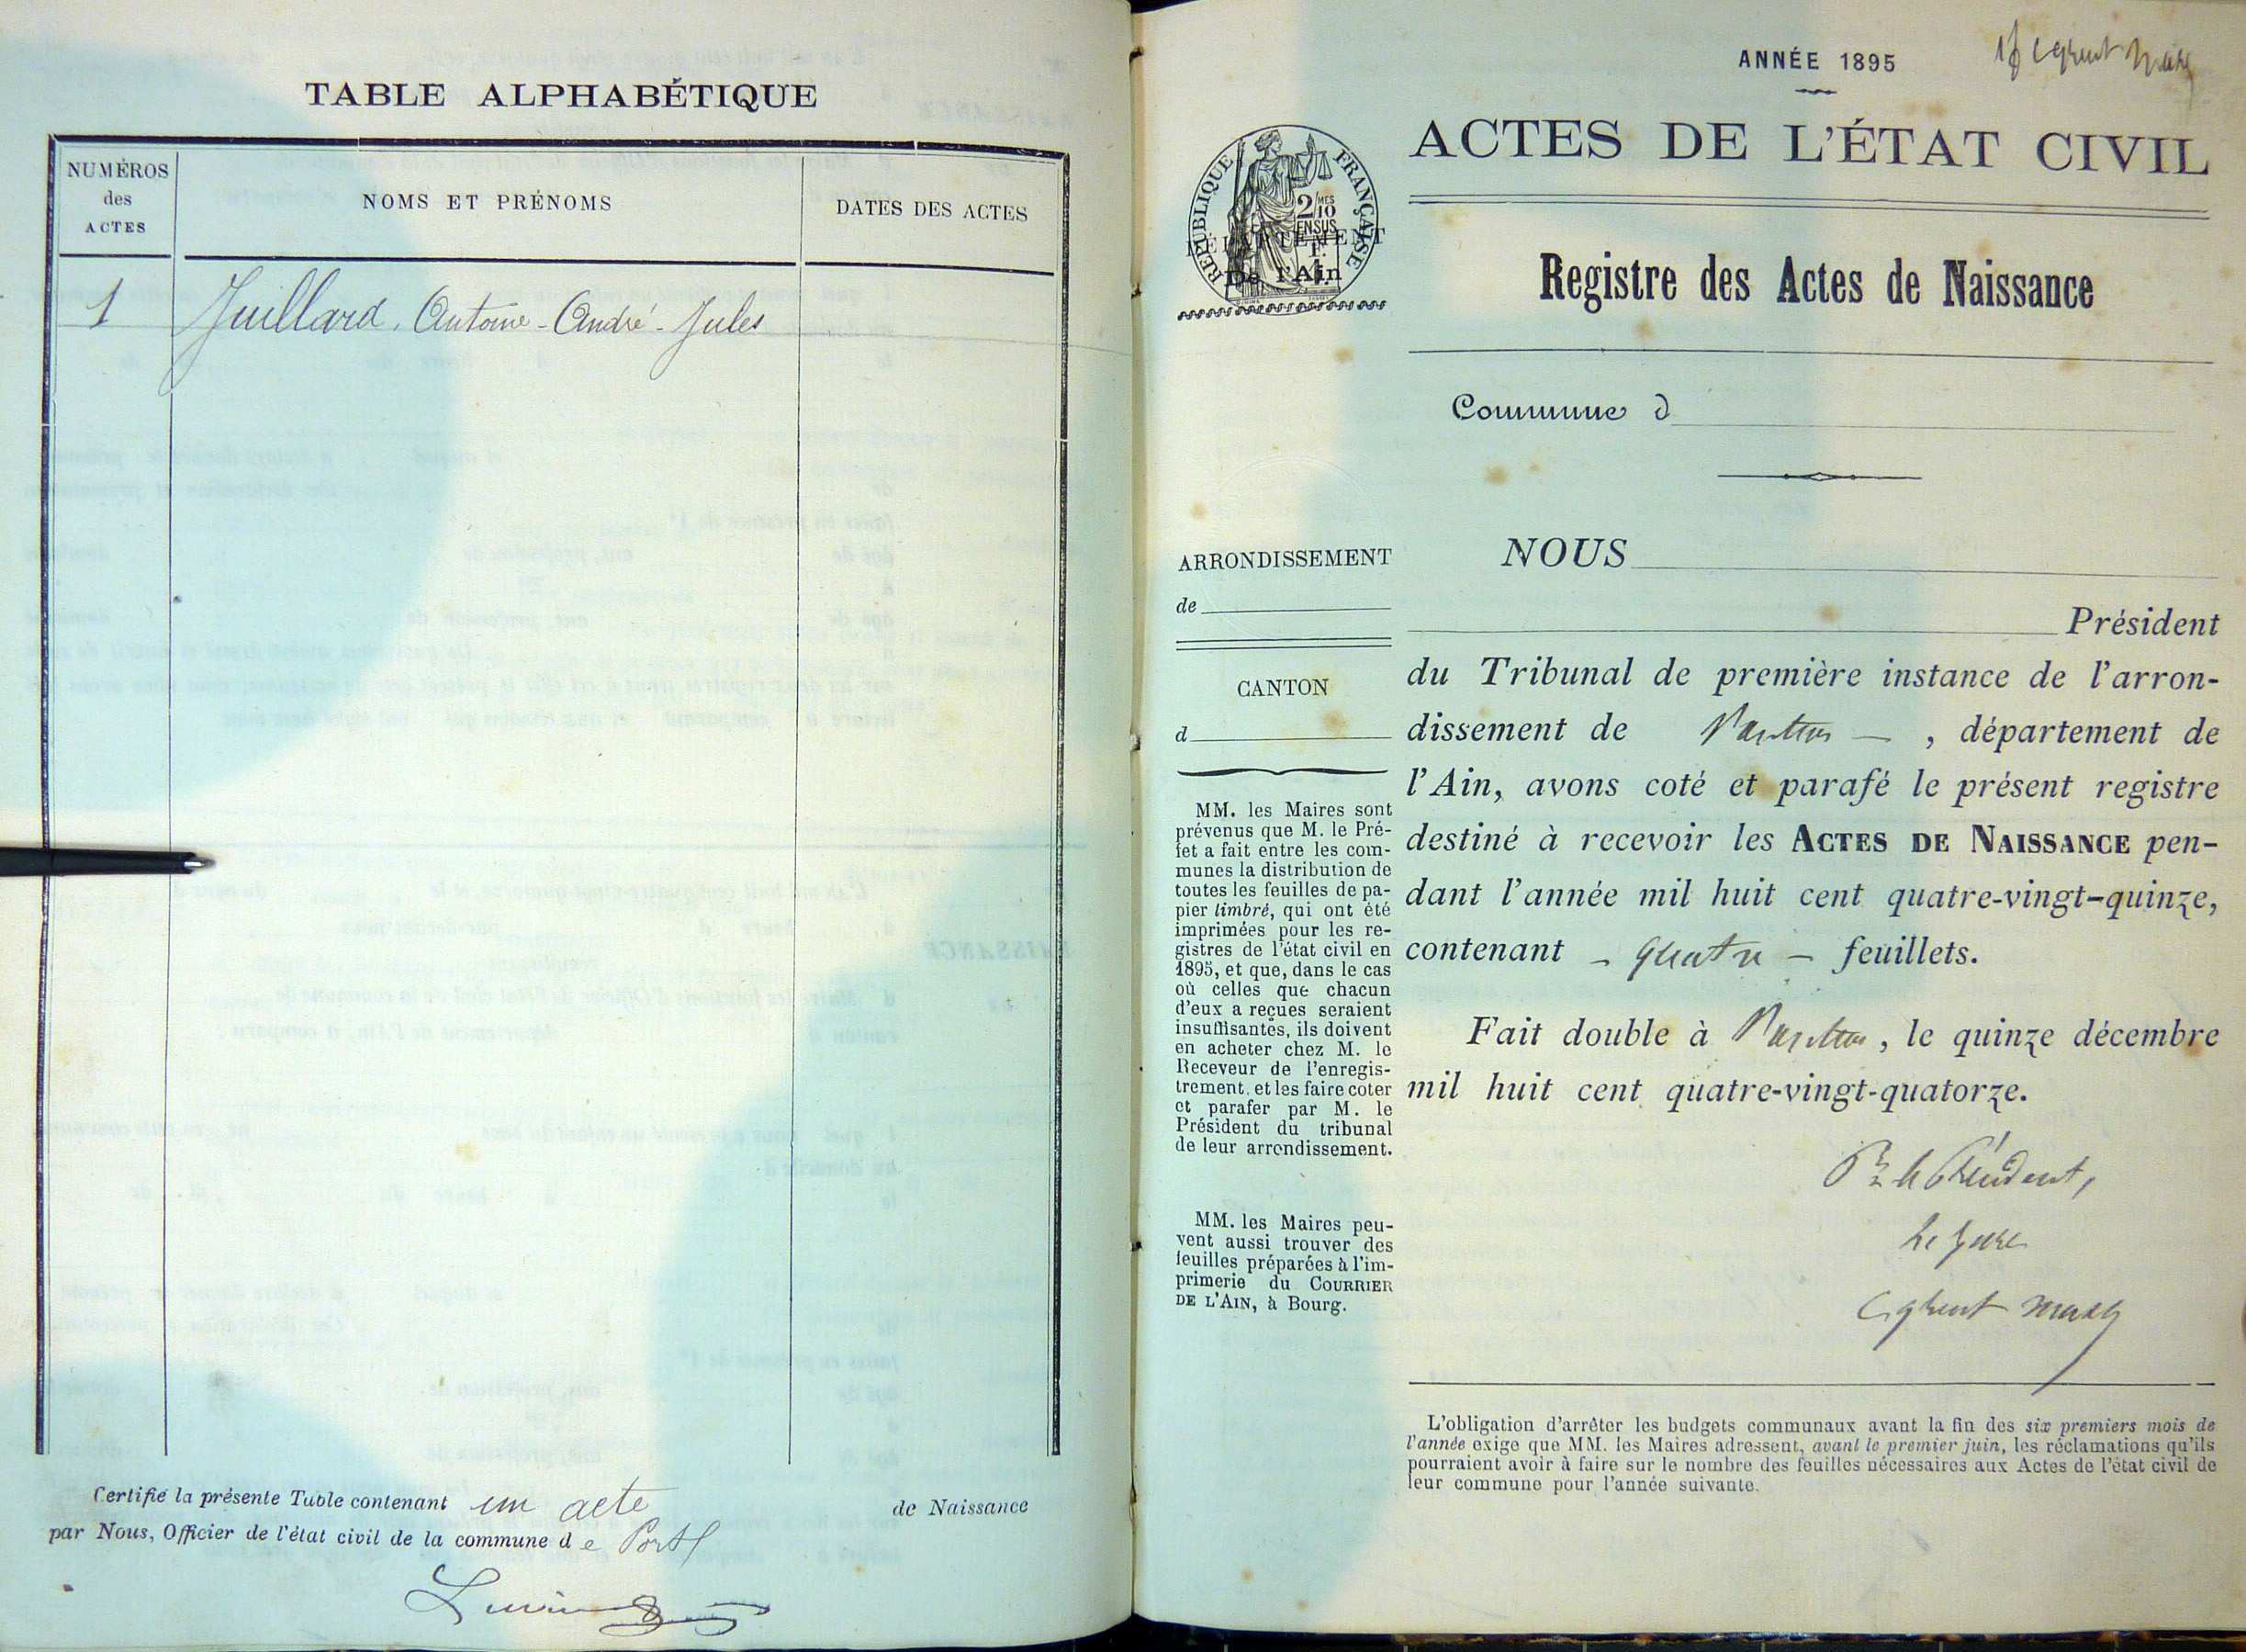 TABLE ALPHABÉTIQUE
NUMÉROS
des
ACTES
NOMS ET PRÉNOMS
DATES DES ACTES
1 Juillard, Antoine-André-Jules
Certifié la présente Table contenant un acte de Naissance
par Nous, Officier de l'état civil de la commune de Port
ANNÉE 1895
ACTES DE L'ÉTAT CIVIL
RÉPUBLIQUE FRANÇAISE
2/10
MES
EN SUS
DÉPARTEMENT
De l'Ain
Registre des Actes de Naissance
Commune d
ARRONDISSEMENT
de
CANTON
d
MM. les Maires sont
prévenus que M. le Pré-
fet a fait entre les com-
munes la distribution de
toutes les feuilles de pa-
pier timbré, qui ont été
imprimées pour les re-
gistres de l'état civil en
1895, et que, dans le cas
où celles que chacun
d'eux a reçues seraient
insuffisantes, ils doivent
en acheter chez M. le
Receveur de l'enregis-
trement, et les faire coter
et parafer par M. le
Président du tribunal
de leur arrondissement.
MM. les Maires peu-
vent aussi trouver des
feuilles préparées à l'im-
primerie du COURRIER
DE L'AIN, à Bourg.
NOUS
Président
du Tribunal de première instance de l'arron-
dissement de Nantua — , département de
l'Ain, avons coté et parafé le présent registre
destiné à recevoir les ACTES DE NAISSANCE pen-
dant l'année mil huit cent quatre-vingt-quinze,
contenant - quatre - feuillets.
Fait double à Nantua, le quinze décembre
mil huit cent quatre-vingt-quatorze.
Pr le Président,
Le Juge
L'obligation d'arrêter les budgets communaux avant la fin des six premiers mois de
l'année exige que MM. les Maires adressent, avant le premier juin, les réclamations qu'ils
pourraient avoir à faire sur le nombre des feuilles nécessaires aux Actes de l'état civil de
leur commune pour l'année suivante.